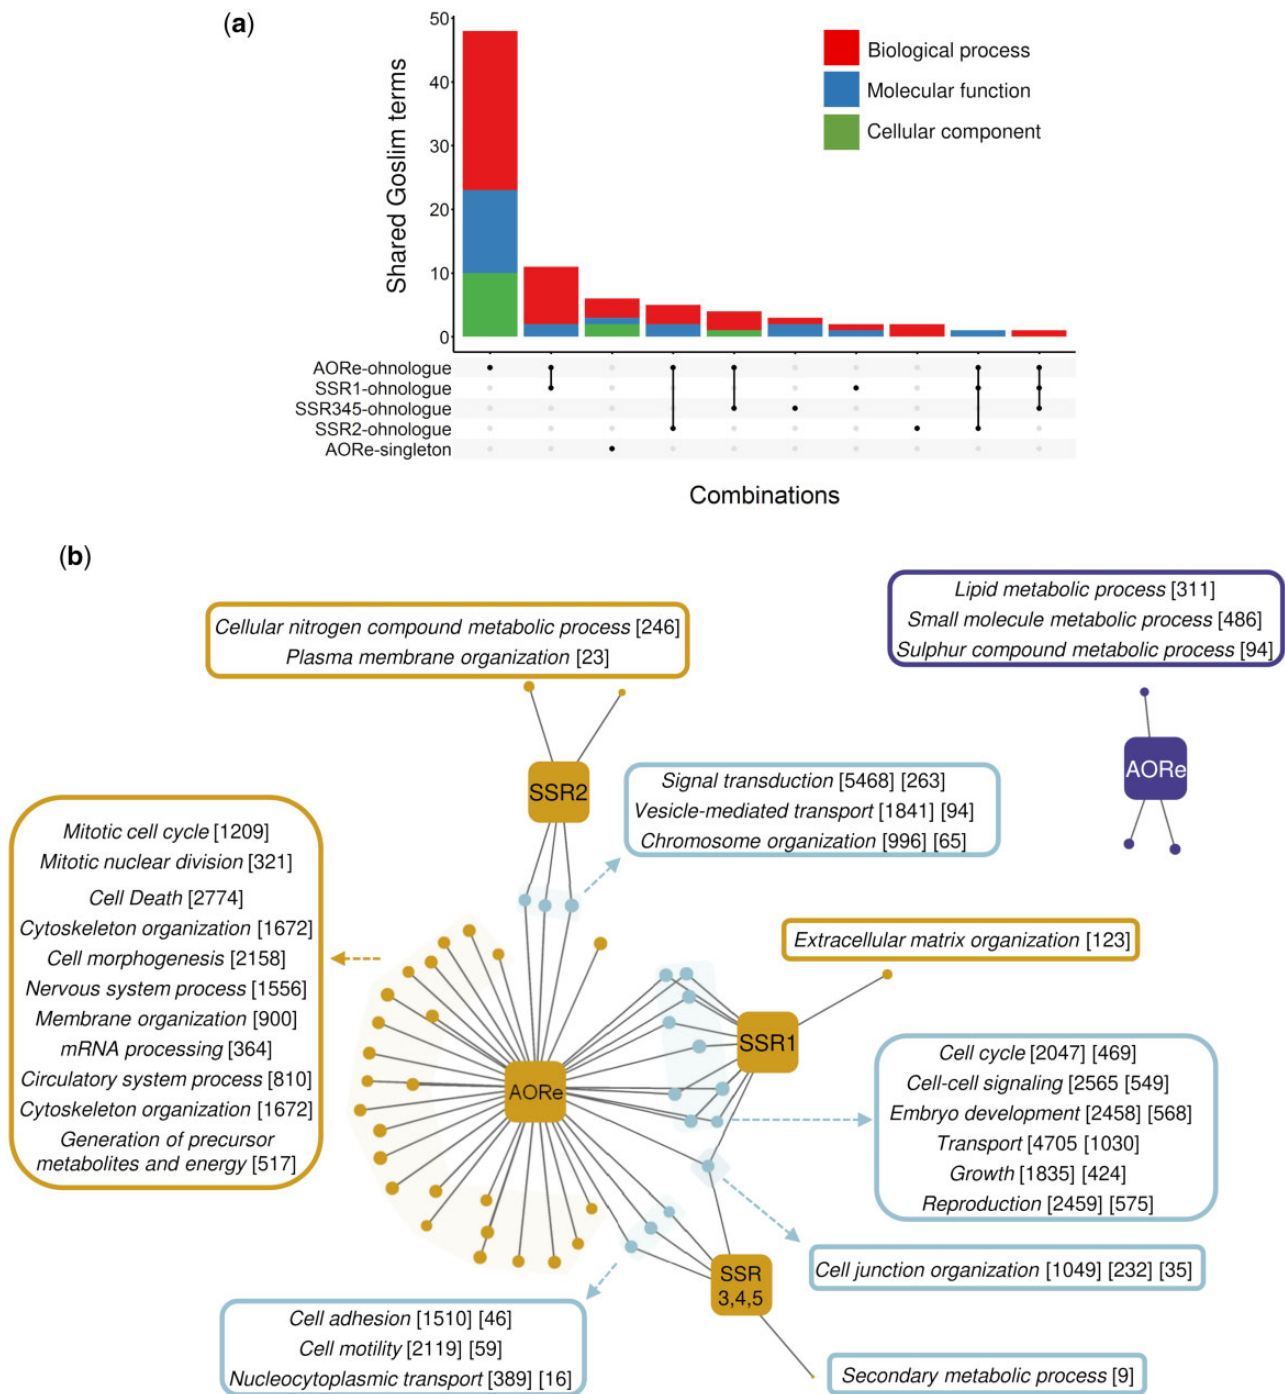 (a)
Shared Goslim terms
50
40
30
20
10
0
Biological process
Molecular function
Cellular component
AORe-ohnologue
SSR1-ohnologue
SSR345-ohnologue
SSR2-ohnologue
AORe-singleton
Combinations
(b)
Cellular nitrogen compound metabolic process [246]
Plasma membrane organization [23]
Lipid metabolic process [311]
Small molecule metabolic process [486]
Sulphur compound metabolic process [94]
AORe
SSR2
Signal transduction [5468] [263]
Vesicle-mediated transport [1841] [94]
Chromosome organization [996] [65]
Mitotic cell cycle [1209]
Mitotic nuclear division [321]
Cell Death [2774]
Cytoskeleton organization [1672]
Cell morphogenesis [2158]
Nervous system process [1556]
Membrane organization [900]
mRNA processing [364]
Circulatory system process [810]
Cytoskeleton organization [1672]
Generation of precursor
metabolites and energy [517]
Extracellular matrix organization [123]
SSR1
AORe
Cell cycle [2047] [469]
Cell-cell signaling [2565] [549]
Embryo development [2458] [568]
Transport [4705] [1030]
Growth [1835] [424]
Reproduction [2459] [575]
Cell junction organization [1049] [232] [35]
SSR
3,4,5
Cell adhesion [1510] [46]
Cell motility [2119] [59]
Nucleocytoplasmic transport [389] [16]
Secondary metabolic process [9]